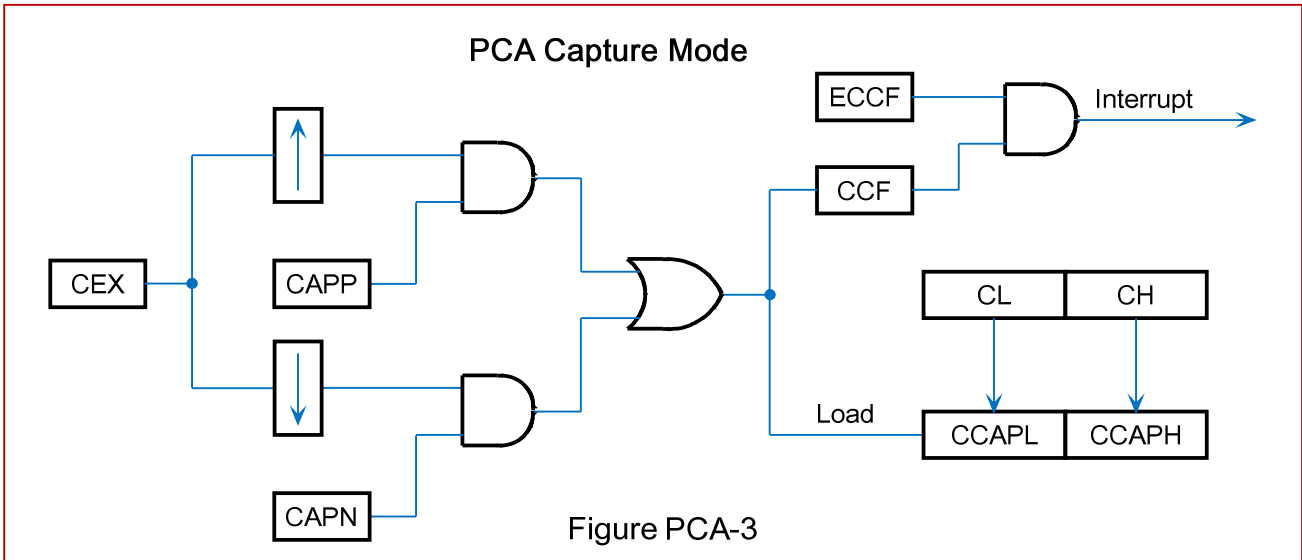 PCA Capture Mode
ECCF
Interrupt
CCF
CEX
CAPP
CL
CH
Load
CCAPL
CCAPH
CAPN
Figure PCA-3